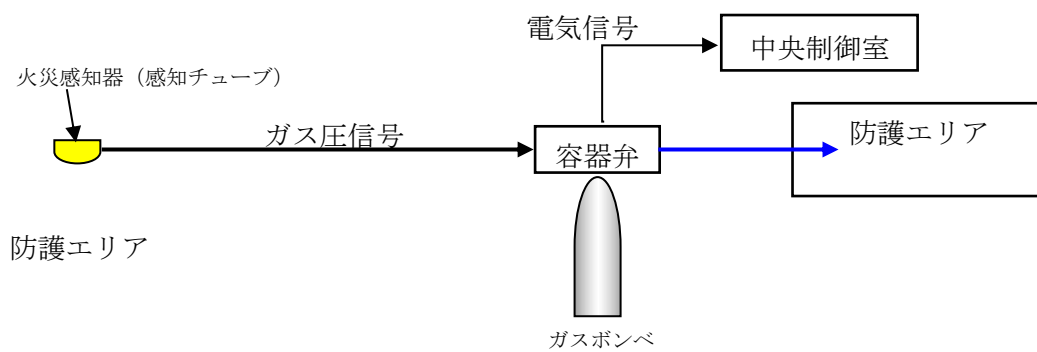 電気信号
中央制御室
火災感知器（感知チューブ）
ガス圧信号
容器弁
防護エリア
防護エリア
ガスボンベ